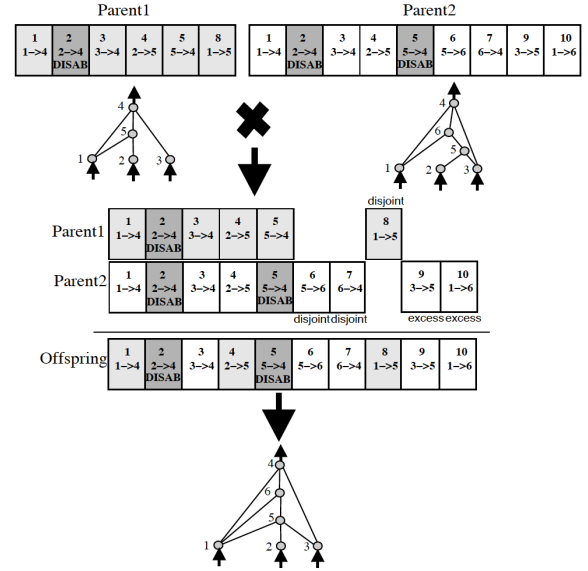 Parent1 Parent2
1 2 3 4 5 8 1 2 3 4 5 6 7 9 10
1−>4 2−>4 3−>4 2−>5 5−>4 1−>5 1−>4 2−>4 3−>4 2−>5 5−>4 5−>6 6−>4 3−>5 1−>6
DISAB DISAB DISAB
4 4
5 6
5
1 2 3 1 2 3
disjoint
Parent1 1 2 3 4 5 8
1−>4 2−>4 3−>4 2−>5 5−>4 1−>5
DISAB
Parent2 1 2 3 4 5 6 7 9 10
1−>4 2−>4 3−>4 2−>5 5−>4 5−>6 6−>4 3−>5 1−>6
DISAB DISAB
disjoint disjoint excess excess
Offspring 1 2 3 4 5 6 7 8 9 10
1−>4 2−>4 3−>4 2−>5 5−>4 5−>6 6−>4 1−>5 3−>5 1−>6
DISAB DISAB
4
6
5
1 2 3